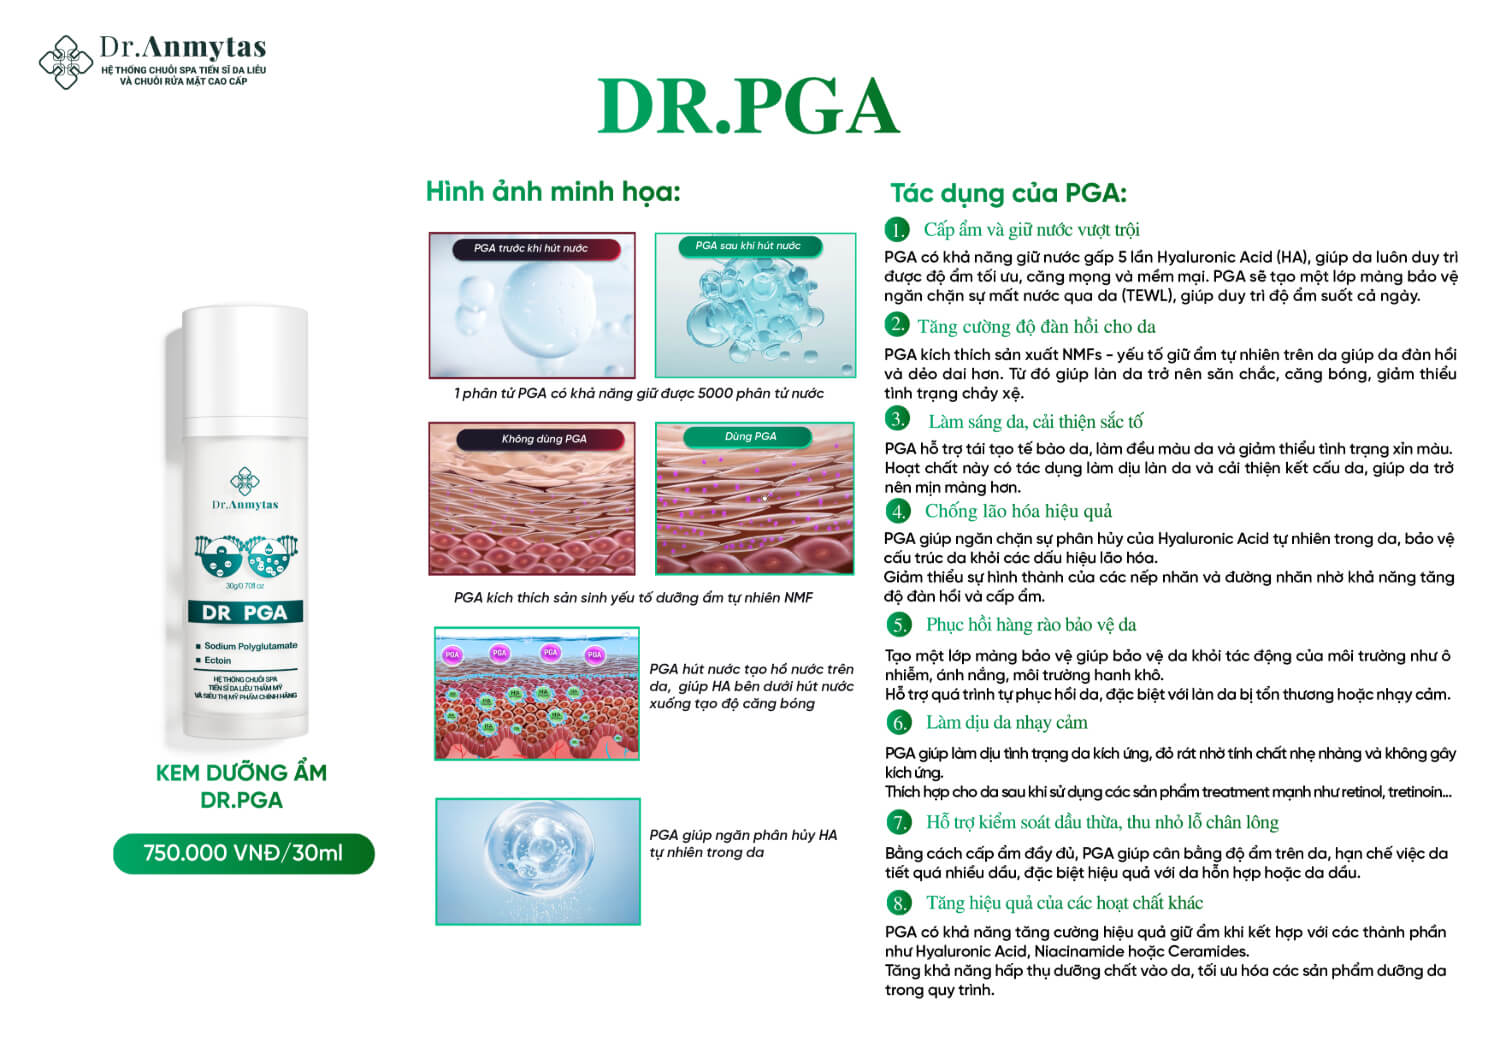 Dr.Anmytas
HỆ THỐNG CHUỖI SPA TIẾN SĨ DA LIỄU
VÀ CHUỖI RỬA MẶT CAO CẤP
DR.PGA
Dr.Anmytas
30g/0.70fl oz
DR PGA
Sodium Polyglutamate
Ectoin
HỆ THỐNG CHUỖI SPA
TIẾN SĨ DA LIỄU THẨM MỸ
VÀ SIÊU THỊ MỸ PHẨM CHÍNH HÃNG
KEM DƯỠNG ẨM
DR.PGA
750.000 VNĐ/30ml
Hình ảnh minh họa:
PGA trước khi hút nước
PGA sau khi hút nước
1 phân tử PGA có khả năng giữ được 5000 phân tử nước
Không dùng PGA
Dùng PGA
PGA kích thích sản sinh yếu tố dưỡng ẩm tự nhiên NMF
PGA PGA PGA PGA
PGA hút nước tạo hồ nước trên
da, giúp HA bên dưới hút nước
xuống tạo độ căng bóng
PGA giúp ngăn phân hủy HA
tự nhiên trong da
Tác dụng của PGA:
1. Cấp ẩm và giữ nước vượt trội
PGA có khả năng giữ nước gấp 5 lần Hyaluronic Acid (HA), giúp da luôn duy trì
được độ ẩm tối ưu, căng mọng và mềm mại. PGA sẽ tạo một lớp màng bảo vệ
ngăn chặn sự mất nước qua da (TEWL), giúp duy trì độ ẩm suốt cả ngày.
2. Tăng cường độ đàn hồi cho da
PGA kích thích sản xuất NMFs - yếu tố giữ ẩm tự nhiên trên da giúp da đàn hồi
và dẻo dai hơn. Từ đó giúp làn da trở nên săn chắc, căng bóng, giảm thiểu
tình trạng chảy xệ.
3. Làm sáng da, cải thiện sắc tố
PGA hỗ trợ tái tạo tế bào da, làm đều màu da và giảm thiểu tình trạng xỉn màu.
Hoạt chất này có tác dụng làm dịu làn da và cải thiện kết cấu da, giúp da trở
nên mịn màng hơn.
4. Chống lão hóa hiệu quả
PGA giúp ngăn chặn sự phân hủy của Hyaluronic Acid tự nhiên trong da, bảo vệ
cấu trúc da khỏi các dấu hiệu lão hóa.
Giảm thiểu sự hình thành của các nếp nhăn và đường nhăn nhờ khả năng tăng
độ đàn hồi và cấp ẩm.
5. Phục hồi hàng rào bảo vệ da
Tạo một lớp màng bảo vệ giúp bảo vệ da khỏi tác động của môi trường như ô
nhiễm, ánh nắng, môi trường hanh khô.
Hỗ trợ quá trình tự phục hồi da, đặc biệt với làn da bị tổn thương hoặc nhạy cảm.
6. Làm dịu da nhạy cảm
PGA giúp làm dịu tình trạng da kích ứng, đỏ rát nhờ tính chất nhẹ nhàng và không gây
kích ứng.
Thích hợp cho da sau khi sử dụng các sản phẩm treatment mạnh như retinol, tretinoin...
7. Hỗ trợ kiểm soát dầu thừa, thu nhỏ lỗ chân lông
Bằng cách cấp ẩm đầy đủ, PGA giúp cân bằng độ ẩm trên da, hạn chế việc da
tiết quá nhiều dầu, đặc biệt hiệu quả với da hỗn hợp hoặc da dầu.
8. Tăng hiệu quả của các hoạt chất khác
PGA có khả năng tăng cường hiệu quả giữ ẩm khi kết hợp với các thành phần
như Hyaluronic Acid, Niacinamide hoặc Ceramides.
Tăng khả năng hấp thụ dưỡng chất vào da, tối ưu hóa các sản phẩm dưỡng da
trong quy trình.